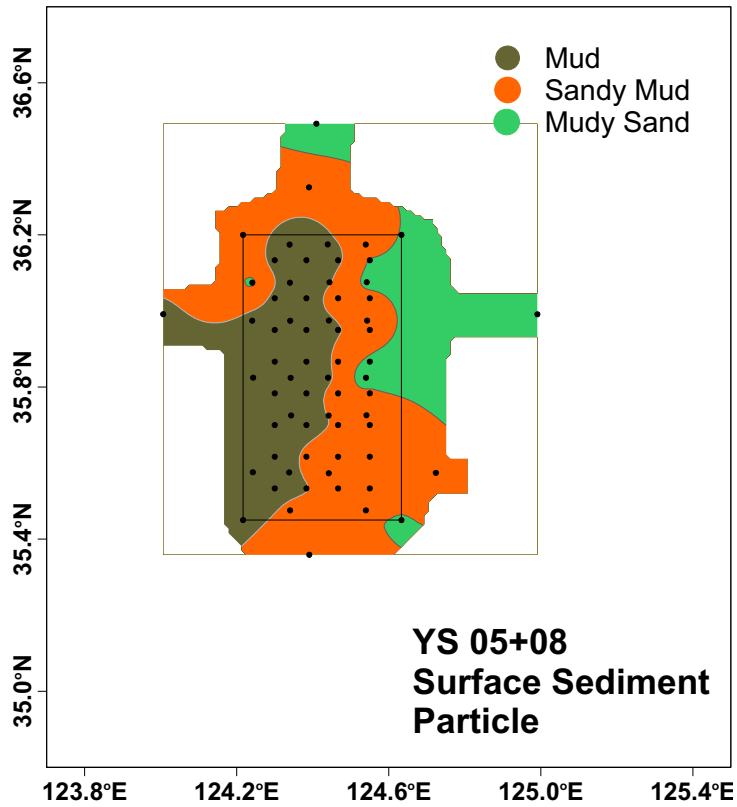 Mud
Sandy Mud
Mudy Sand
36.6°N
36.2°N
35.8°N
35.4°N
35.0°N
YS 05+08
Surface Sediment
Particle
123.8°E 124.2°E 124.6°E 125.0°E 125.4°E